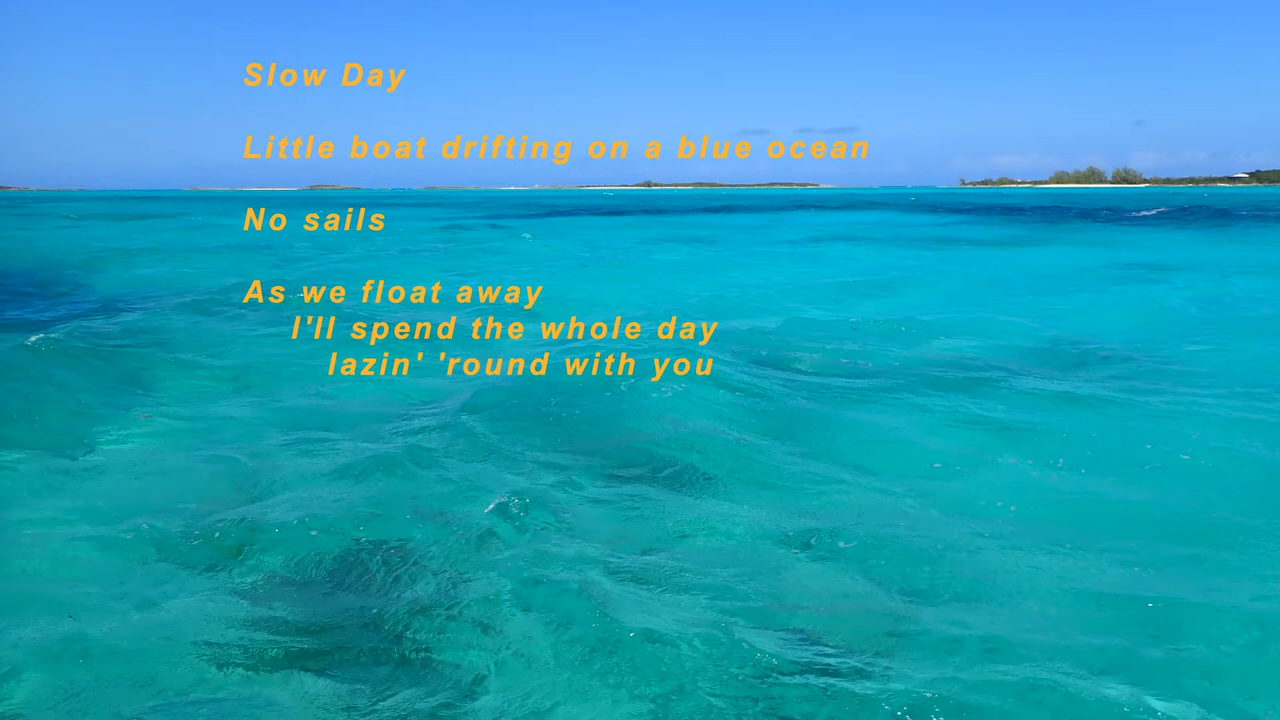 Slow Day
Little boat drifting on a blue ocean
No sails
As we float away
I'll spend the whole day
lazin' 'round with you